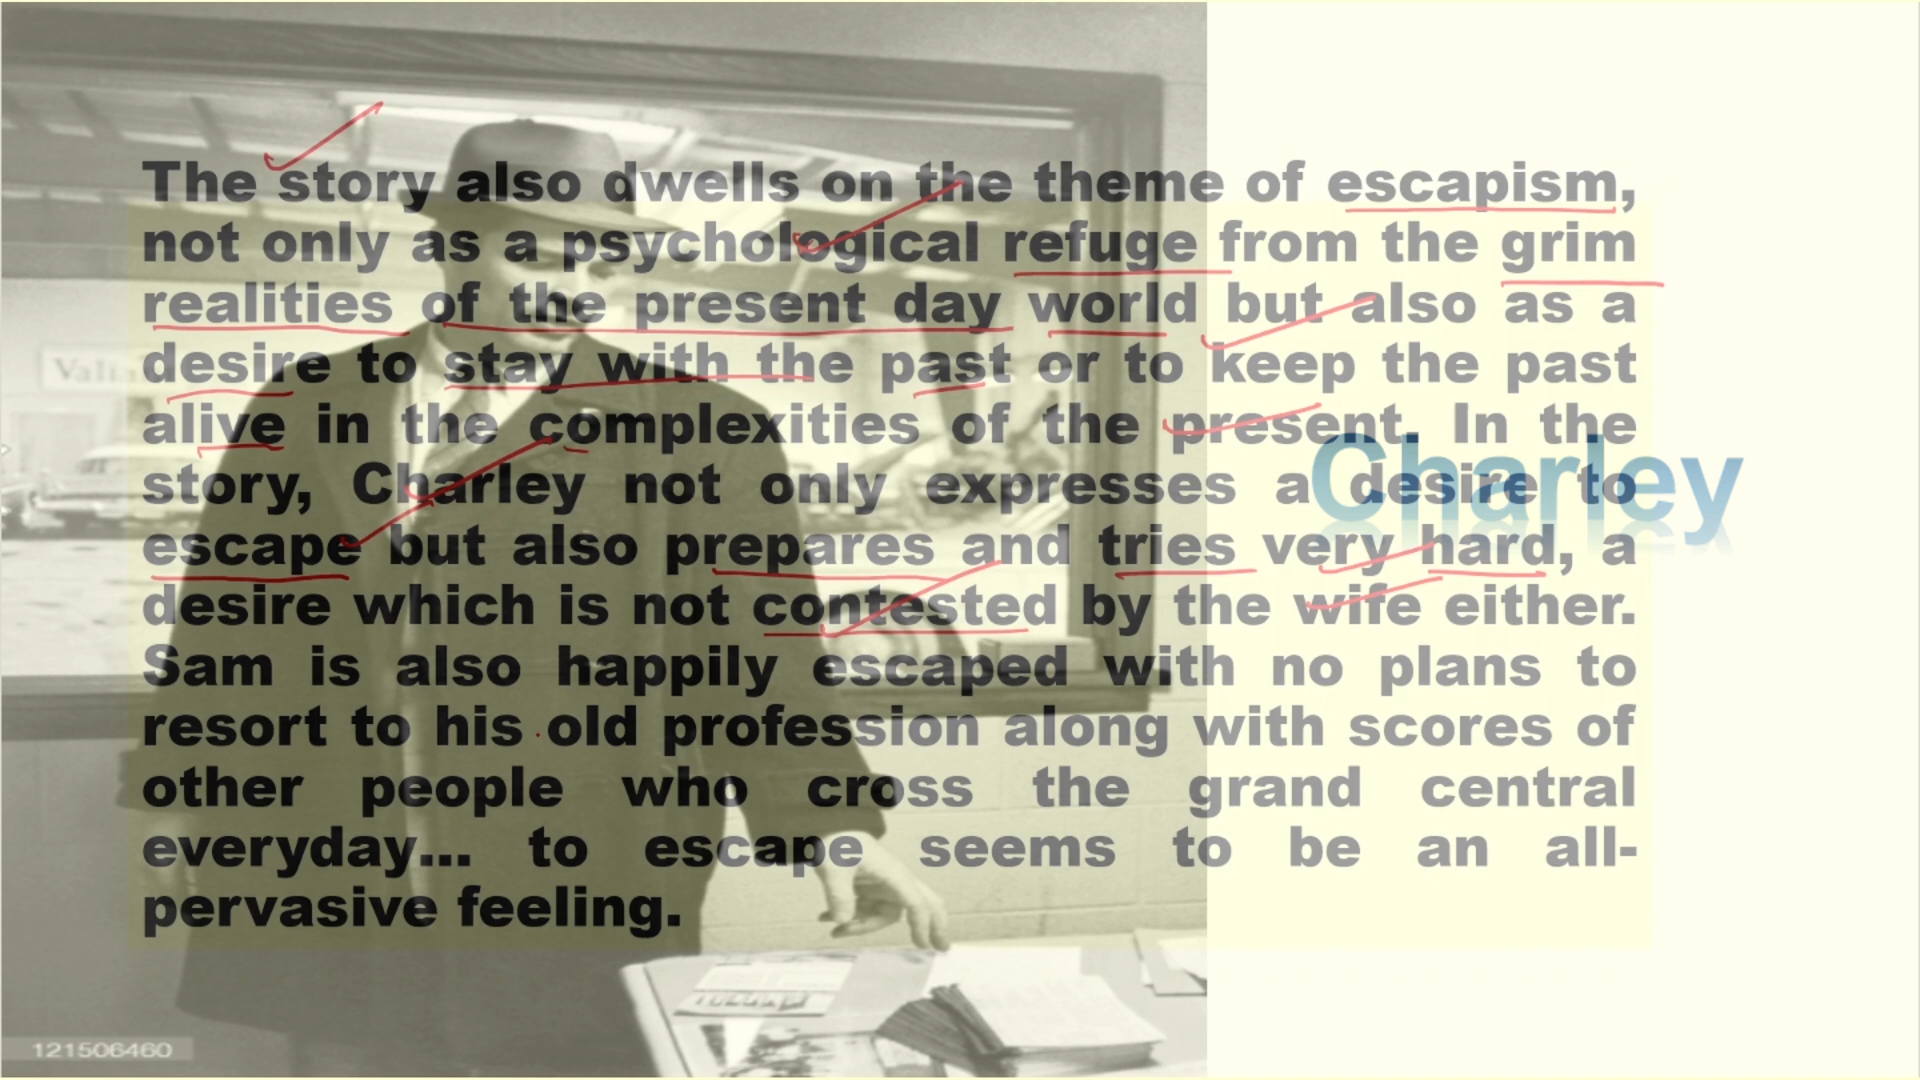 The story also dwells on the theme of escapism,
not only as a psychological refuge from the grim
realities of the present day world but also as a
desire to stay with the past or to keep the past
alive in the complexities of the present. In the
story, Charley not only expresses a desire to
escape but also prepares and tries very hard, a
desire which is not contested by the wife either.
Sam is also happily escaped with no plans to
resort to his old profession along with scores of
other people who cross the grand central
everyday... to escape seems to be an all-
pervasive feeling.
Charley
121506460